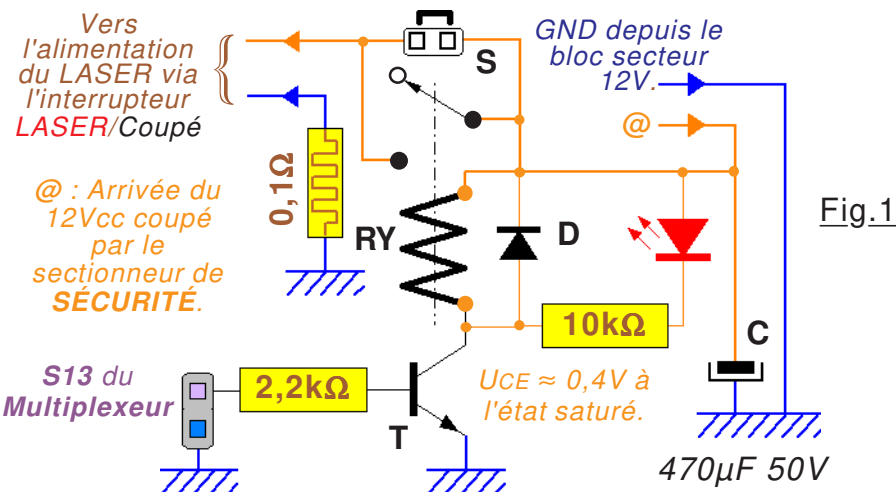 Vers
l'alimentation
du LASER via
l'interrupteur
LASER/Coupé
S
GND depuis le
bloc secteur
12V.
@
@ : Arrivée du
12Vcc coupé
par le
sectionneur de
SÉCURITÉ.
0,1Ω
RY
D
Fig.1
10kΩ
C
S13 du
Multiplexeur
2,2kΩ
T
UCE ≈ 0,4V à
l'état saturé.
470µF 50V